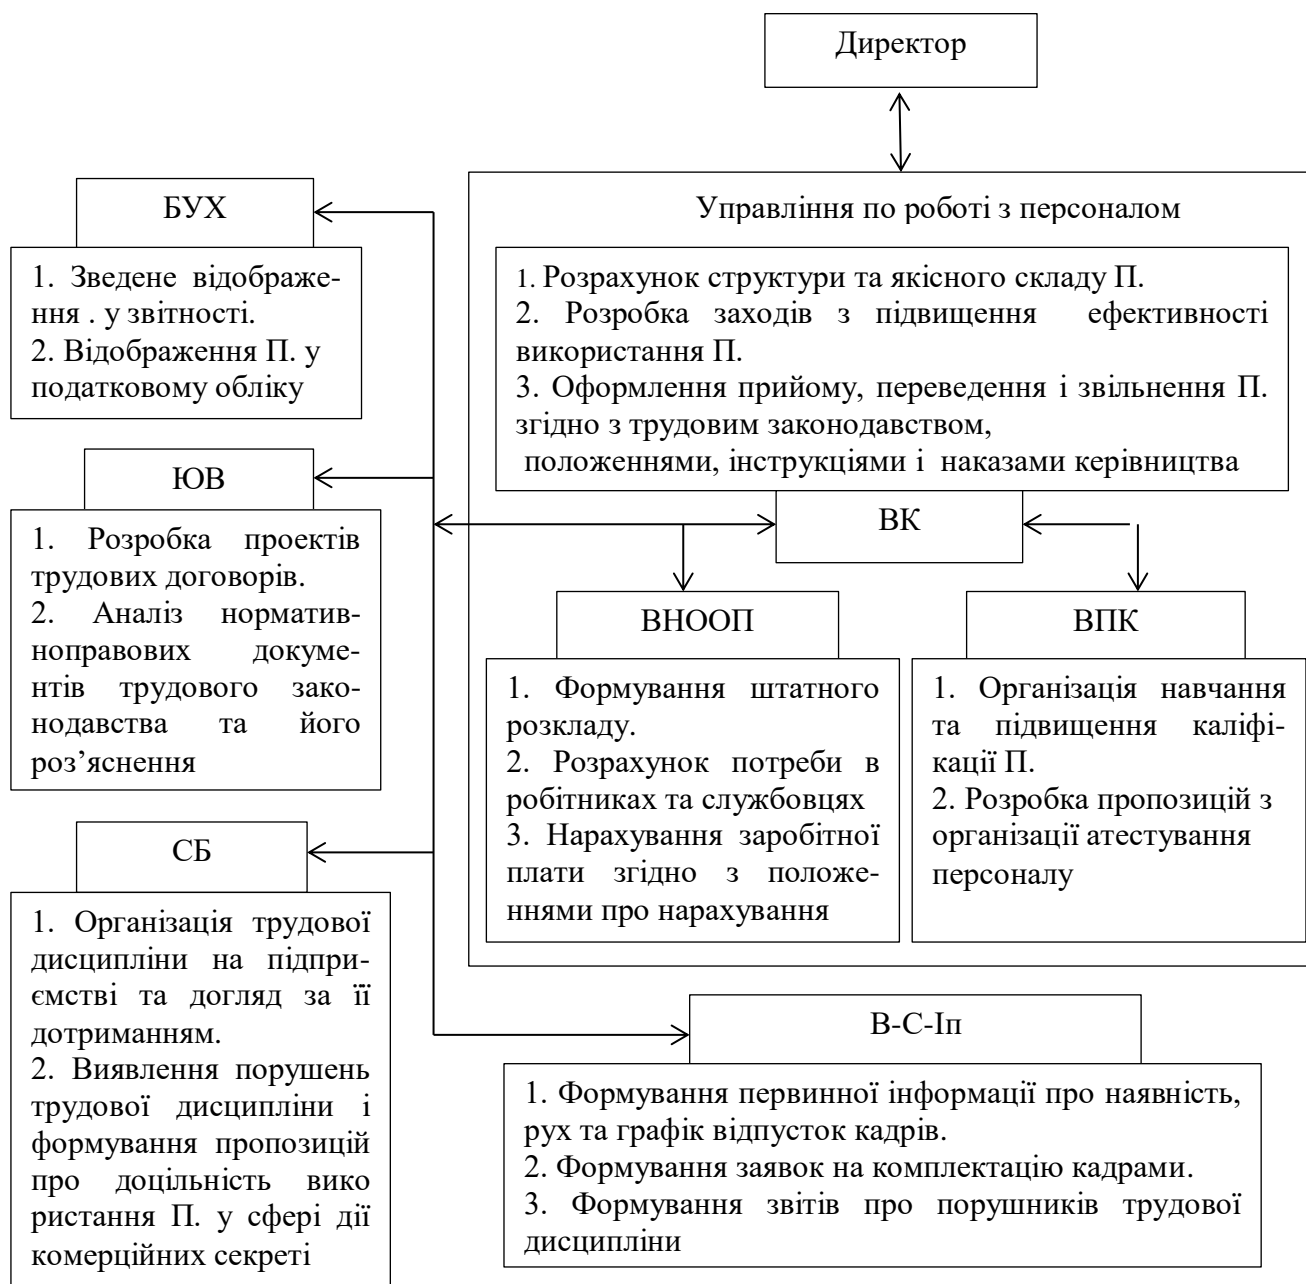 Директор
БУХ
1. Зведене відображе-
ння . у звітності.
2. Відображення П. у
податковому обліку
ЮВ
1. Розробка проектів
трудових договорів.
2. Аналіз норматив-
ноправових докуме-
нтів трудового зако-
нодавства та його
роз’яснення
СБ
1. Організація трудової
дисципліни на підпри-
ємстві та догляд за її
дотриманням.
2. Виявлення порушень
трудової дисципліни і
формування пропозицій
про доцільність вико
ристання П. у сфері дії
комерційних секреті
Управління по роботі з персоналом
1. Розрахунок структури та якісного складу П.
2. Розробка заходів з підвищення ефективності
використання П.
3. Оформлення прийому, переведення і звільнення П.
згідно з трудовим законодавством,
положеннями, інструкціями і наказами керівництва
ВК
ВНООП
1. Формування штатного
розкладу.
2. Розрахунок потреби в
робітниках та службовцях
3. Нарахування заробітної
плати згідно з положе-
ннями про нарахування
ВПК
1. Організація навчання
та підвищення каліфі-
кації П.
2. Розробка пропозицій з
організації атестування
персоналу
В-С-Іп
1. Формування первинної інформації про наявність,
рух та графік відпусток кадрів.
2. Формування заявок на комплектацію кадрами.
3. Формування звітів про порушників трудової
дисципліни